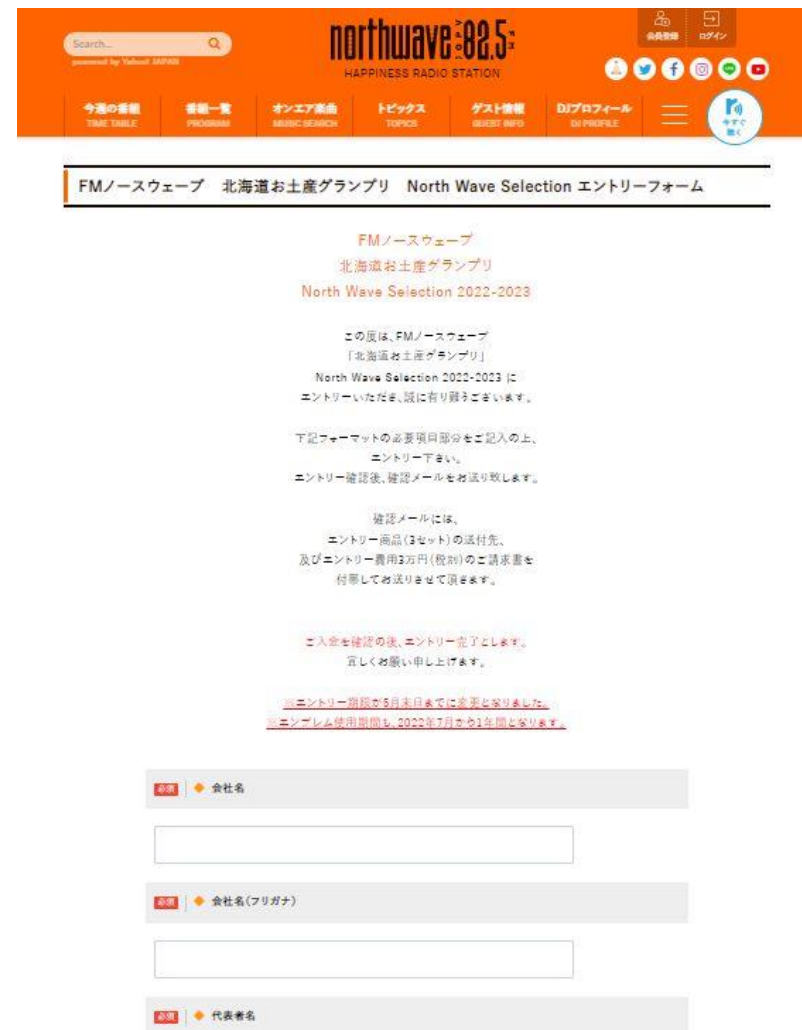 Search...
powered by Yahoo! JAPAN
northwave 82.5
HAPPINESS RADIO STATION
会員登録
ログイン
今週の番組
TIME TABLE
番組一覧
PROGRAM
オンエア楽曲
MUSIC SEARCH
トピックス
TOPICS
ゲスト情報
GUEST INFO
DJプロフィール
DJ PROFILE
今すぐ
聴く
FMノースウェーブ 北海道お土産グランプリ North Wave Selection エントリーフォーム
FMノースウェーブ
北海道お土産グランプリ
North Wave Selection 2022-2023
この度は、FMノースウェーブ
「北海道お土産グランプリ」
North Wave Selection 2022-2023 に
エントリーいただき、誠に有り難うございます。
下記フォーマットの必要項目部分をご記入の上、
エントリー下さい。
エントリー確認後、確認メールをお送り致します。
確認メールには、
エントリー商品(3セット)の送付先、
及びエントリー費用3万円(税別)のご請求書を
付帯してお送りさせて頂きます。
ご入金を確認の後、エントリー完了とします。
宜しくお願い申し上げます。
※エントリー期限が5月末日までに変更となりました。
※エンブレム使用期間も、2022年7月から1年間となります。
必須 ◆ 会社名
必須 ◆ 会社名(フリガナ)
必須 ◆ 代表者名